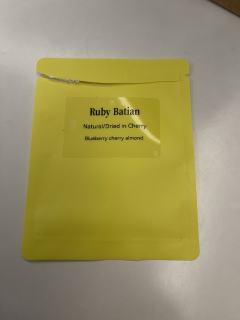 Ruby Batian
Natural/Dried in Cherry
Blueberry cherry almond